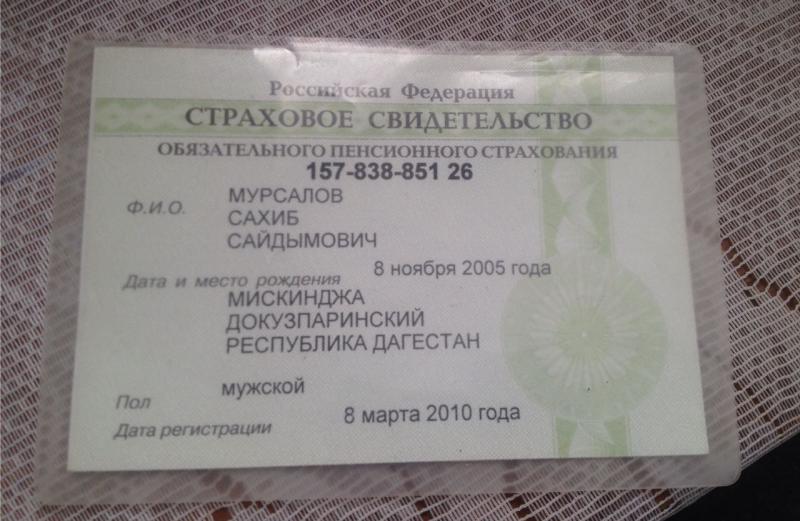 Российская Федерация
СТРАХОВОЕ СВИДЕТЕЛЬСТВО
ОБЯЗАТЕЛЬНОГО ПЕНСИОННОГО СТРАХОВАНИЯ
157-838-851 26
Ф.И.О. МУРСАЛОВ
САХИБ
САЙДЫМОВИЧ
Дата и место рождения 8 ноября 2005 года
МИСКИНДЖА
ДОКУЗПАРИНСКИЙ
РЕСПУБЛИКА ДАГЕСТАН
Пол мужской
Дата регистрации 8 марта 2010 года